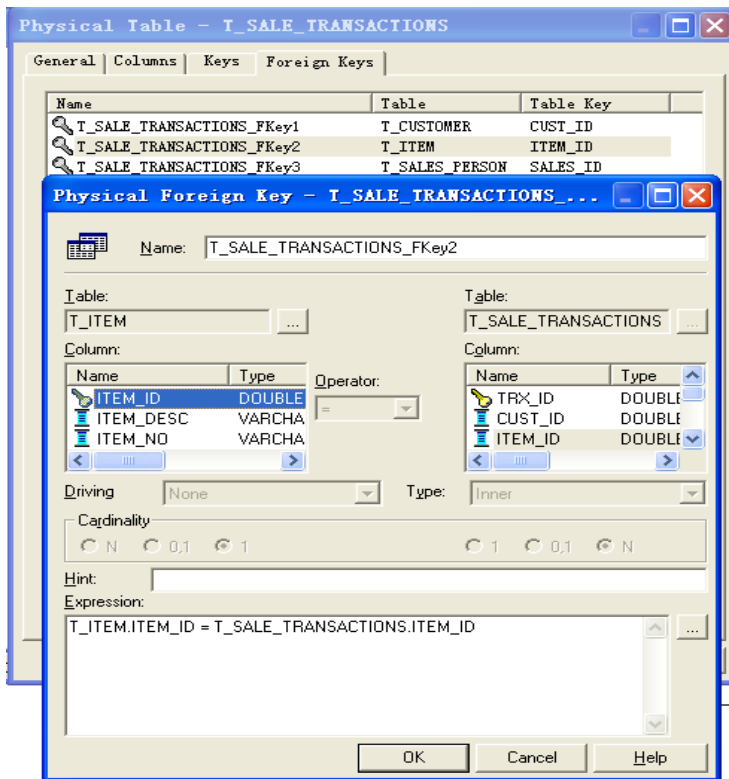 Physical Table - T_SALE_TRANSACTIONS
General Columns Keys Foreign Keys
Name Table Table Key
T_SALE_TRANSACTIONS_FKey1 T_CUSTOMER CUST_ID
T_SALE_TRANSACTIONS_FKey2 T_ITEM ITEM_ID
T_SALE_TRANSACTIONS_FKey3 T_SALES_PERSON SALES_ID
Physical Foreign Key - T_SALE_TRANSACTIONS_...
Name: T_SALE_TRANSACTIONS_FKey2
Table: Table:
T_ITEM ... T_SALE_TRANSACTIONS ...
Column: Column:
Name Type Operator: Name Type
ITEM_ID DOUBLE = TRX_ID DOUBLE
ITEM_DESC VARCHA CUST_ID DOUBLE
ITEM_NO VARCHA ITEM_ID DOUBLE
Driving None Type: Inner
Cardinality
N 0,1 1 1 0,1 N
Hint:
Expression:
T_ITEM.ITEM_ID = T_SALE_TRANSACTIONS.ITEM_ID ...
OK Cancel Help